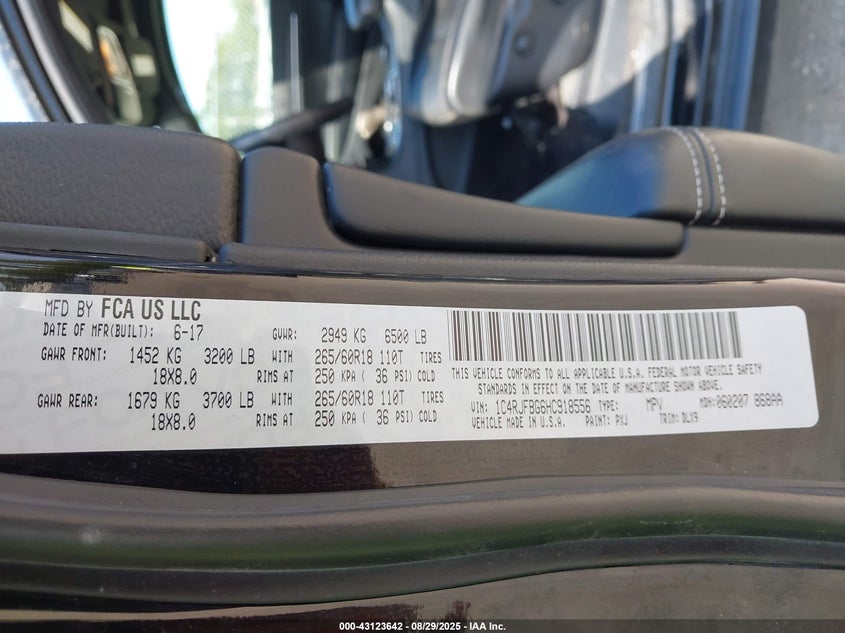 MFD BY FCA US LLC
DATE OF MFR(BUILT): 6-17 GVWR: 2949 KG 6500 LB
GAWR FRONT: 1452 KG 3200 LB WITH 265/60R18 110T TIRES
18X8.0 RIMS AT 250 KPA ( 36 PSI) COLD
GAWR REAR: 1679 KG 3700 LB WITH 265/60R18 110T TIRES
18X8.0 RIMS AT 250 KPA ( 36 PSI) COLD
THIS VEHICLE CONFORMS TO ALL APPLICABLE U.S.A. FEDERAL MOTOR VEHICLE SAFETY
STANDARDS IN EFFECT ON THE DATE OF MANUFACTURE SHOWN ABOVE.
VIN: 1C4RJFBG6HC918556 TYPE: MPV MDH: 060207 868AA
VEHICLE MADE IN U.S.A. PAINT: PXJ TRIM: DLX9
000-43123642 - 08/29/2025 - IAA Inc.